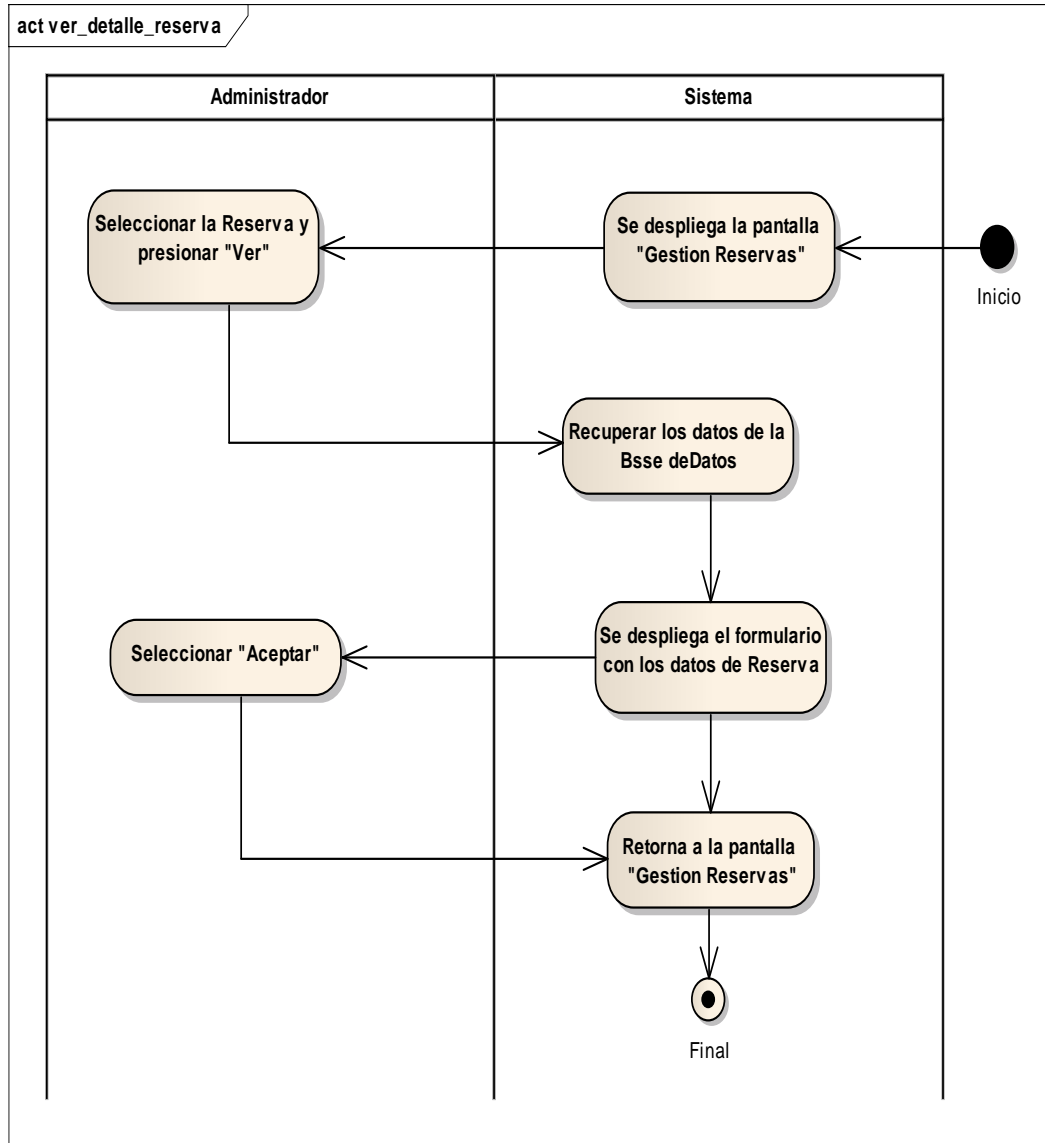 act ver_detalle_reserva
Administrador
Sistema
Seleccionar la Reserva y
presionar "Ver"
Se despliega la pantalla
"Gestion Reservas"
Inicio
Recuperar los datos de la
Bsse deDatos
Seleccionar "Aceptar"
Se despliega el formulario
con los datos de Reserva
Retorna a la pantalla
"Gestion Reservas"
Final